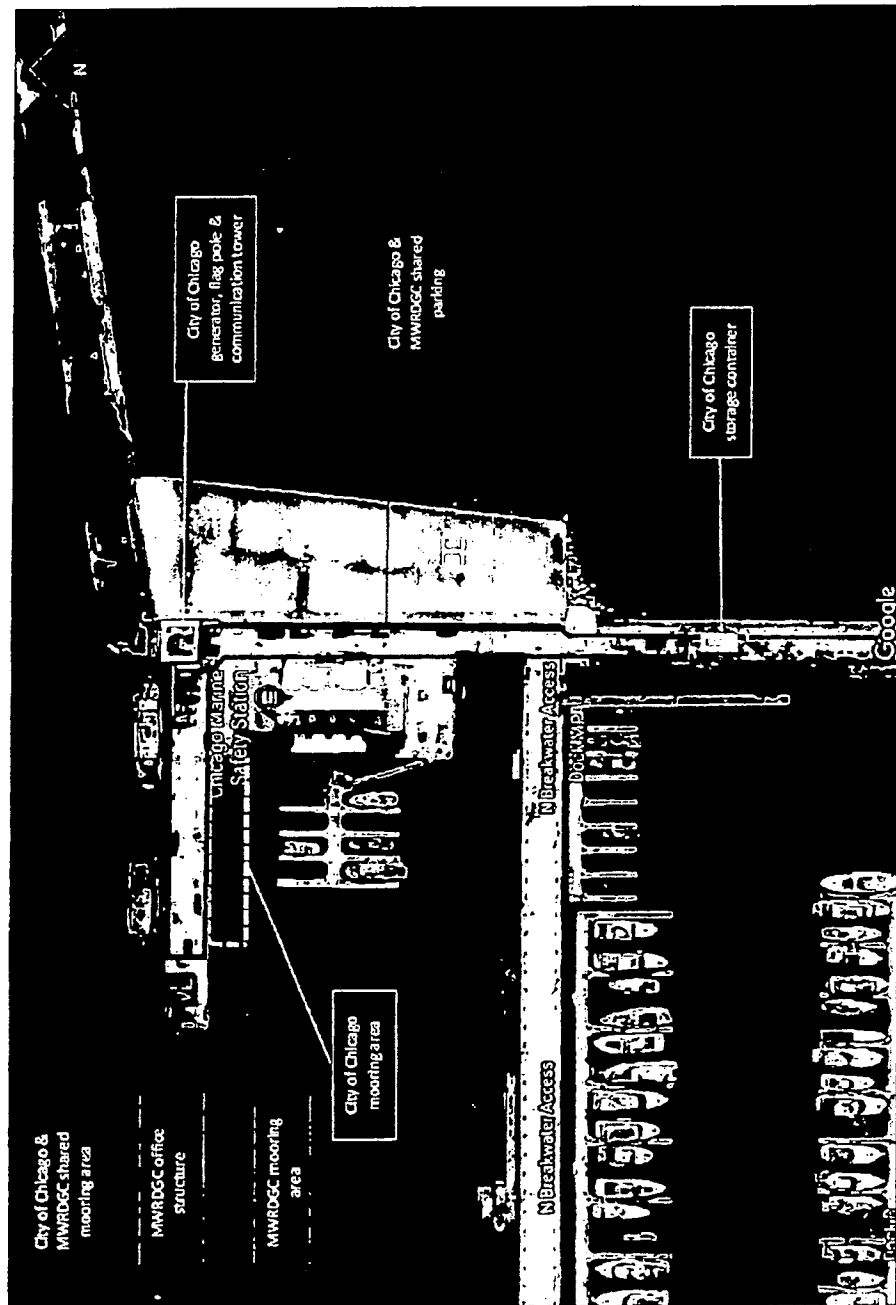 City of Chicago &
MWRDGC shared
mooring area
MWRDGC office
structure
MWRDGC mooring
area
City of Chicago
mooring area
N
City of Chicago
generator, flag pole &
communication tower
City of Chicago &
MWRDGC shared
parking
City of Chicago
storage container
Chicago Marine
Safety Station
N Breakwater Access
N Breakwater Access
Google